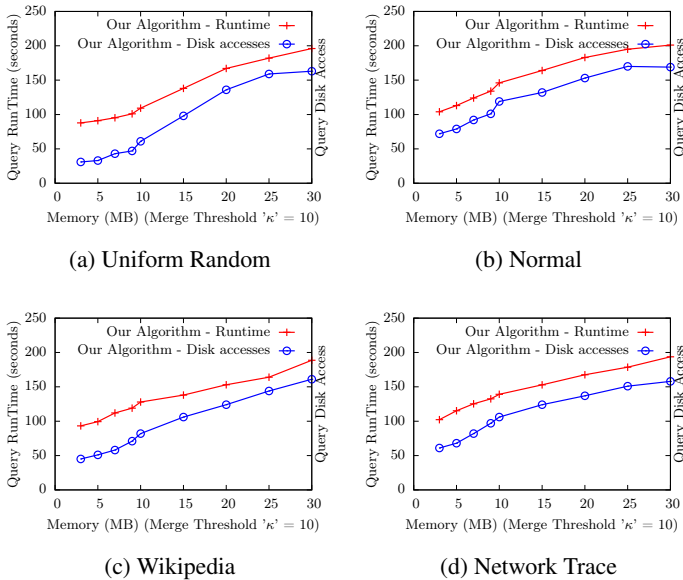 250
200
150
100
50
0
0 5 10 15 20 25 30
Query RunTime (seconds)
Query Disk Access
Memory (MB) (Merge Threshold 'κ' = 10)
Our Algorithm - Runtime
Our Algorithm - Disk accesses
(a) Uniform Random
250
200
150
100
50
0
0 5 10 15 20 25 30
Query RunTime (seconds)
Query Disk Access
Memory (MB) (Merge Threshold 'κ' = 10)
Our Algorithm - Runtime
Our Algorithm - Disk accesses
(b) Normal
250
200
150
100
50
0
0 5 10 15 20 25 30
Query RunTime (seconds)
Query Disk Access
Memory (MB) (Merge Threshold 'κ' = 10)
Our Algorithm - Runtime
Our Algorithm - Disk accesses
(c) Wikipedia
250
200
150
100
50
0
0 5 10 15 20 25 30
Query RunTime (seconds)
Query Disk Access
Memory (MB) (Merge Threshold 'κ' = 10)
Our Algorithm - Runtime
Our Algorithm - Disk accesses
(d) Network Trace